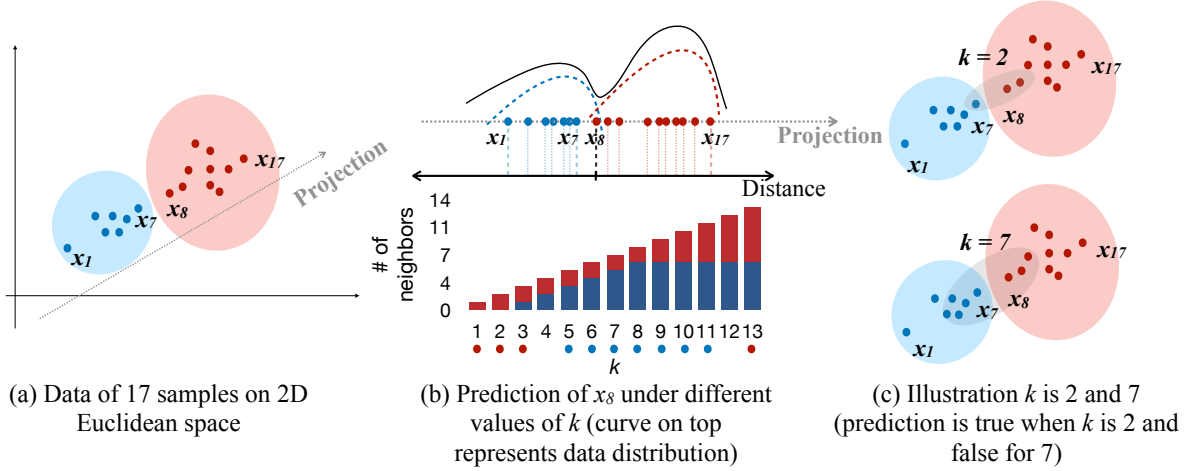 x1
x7
x8
x17
Projection
(a) Data of 17 samples on 2D
Euclidean space
x1
x7
x8
x17
Projection
Distance
# of
neighbors
14
11
7
4
0
1 2 3 4 5 6 7 8 9 10 11 12 13
k
(b) Prediction of x8 under different
values of k (curve on top
represents data distribution)
k = 2
x17
x8
x7
x1
k = 7
x17
x8
x7
x1
(c) Illustration k is 2 and 7
(prediction is true when k is 2 and
false for 7)